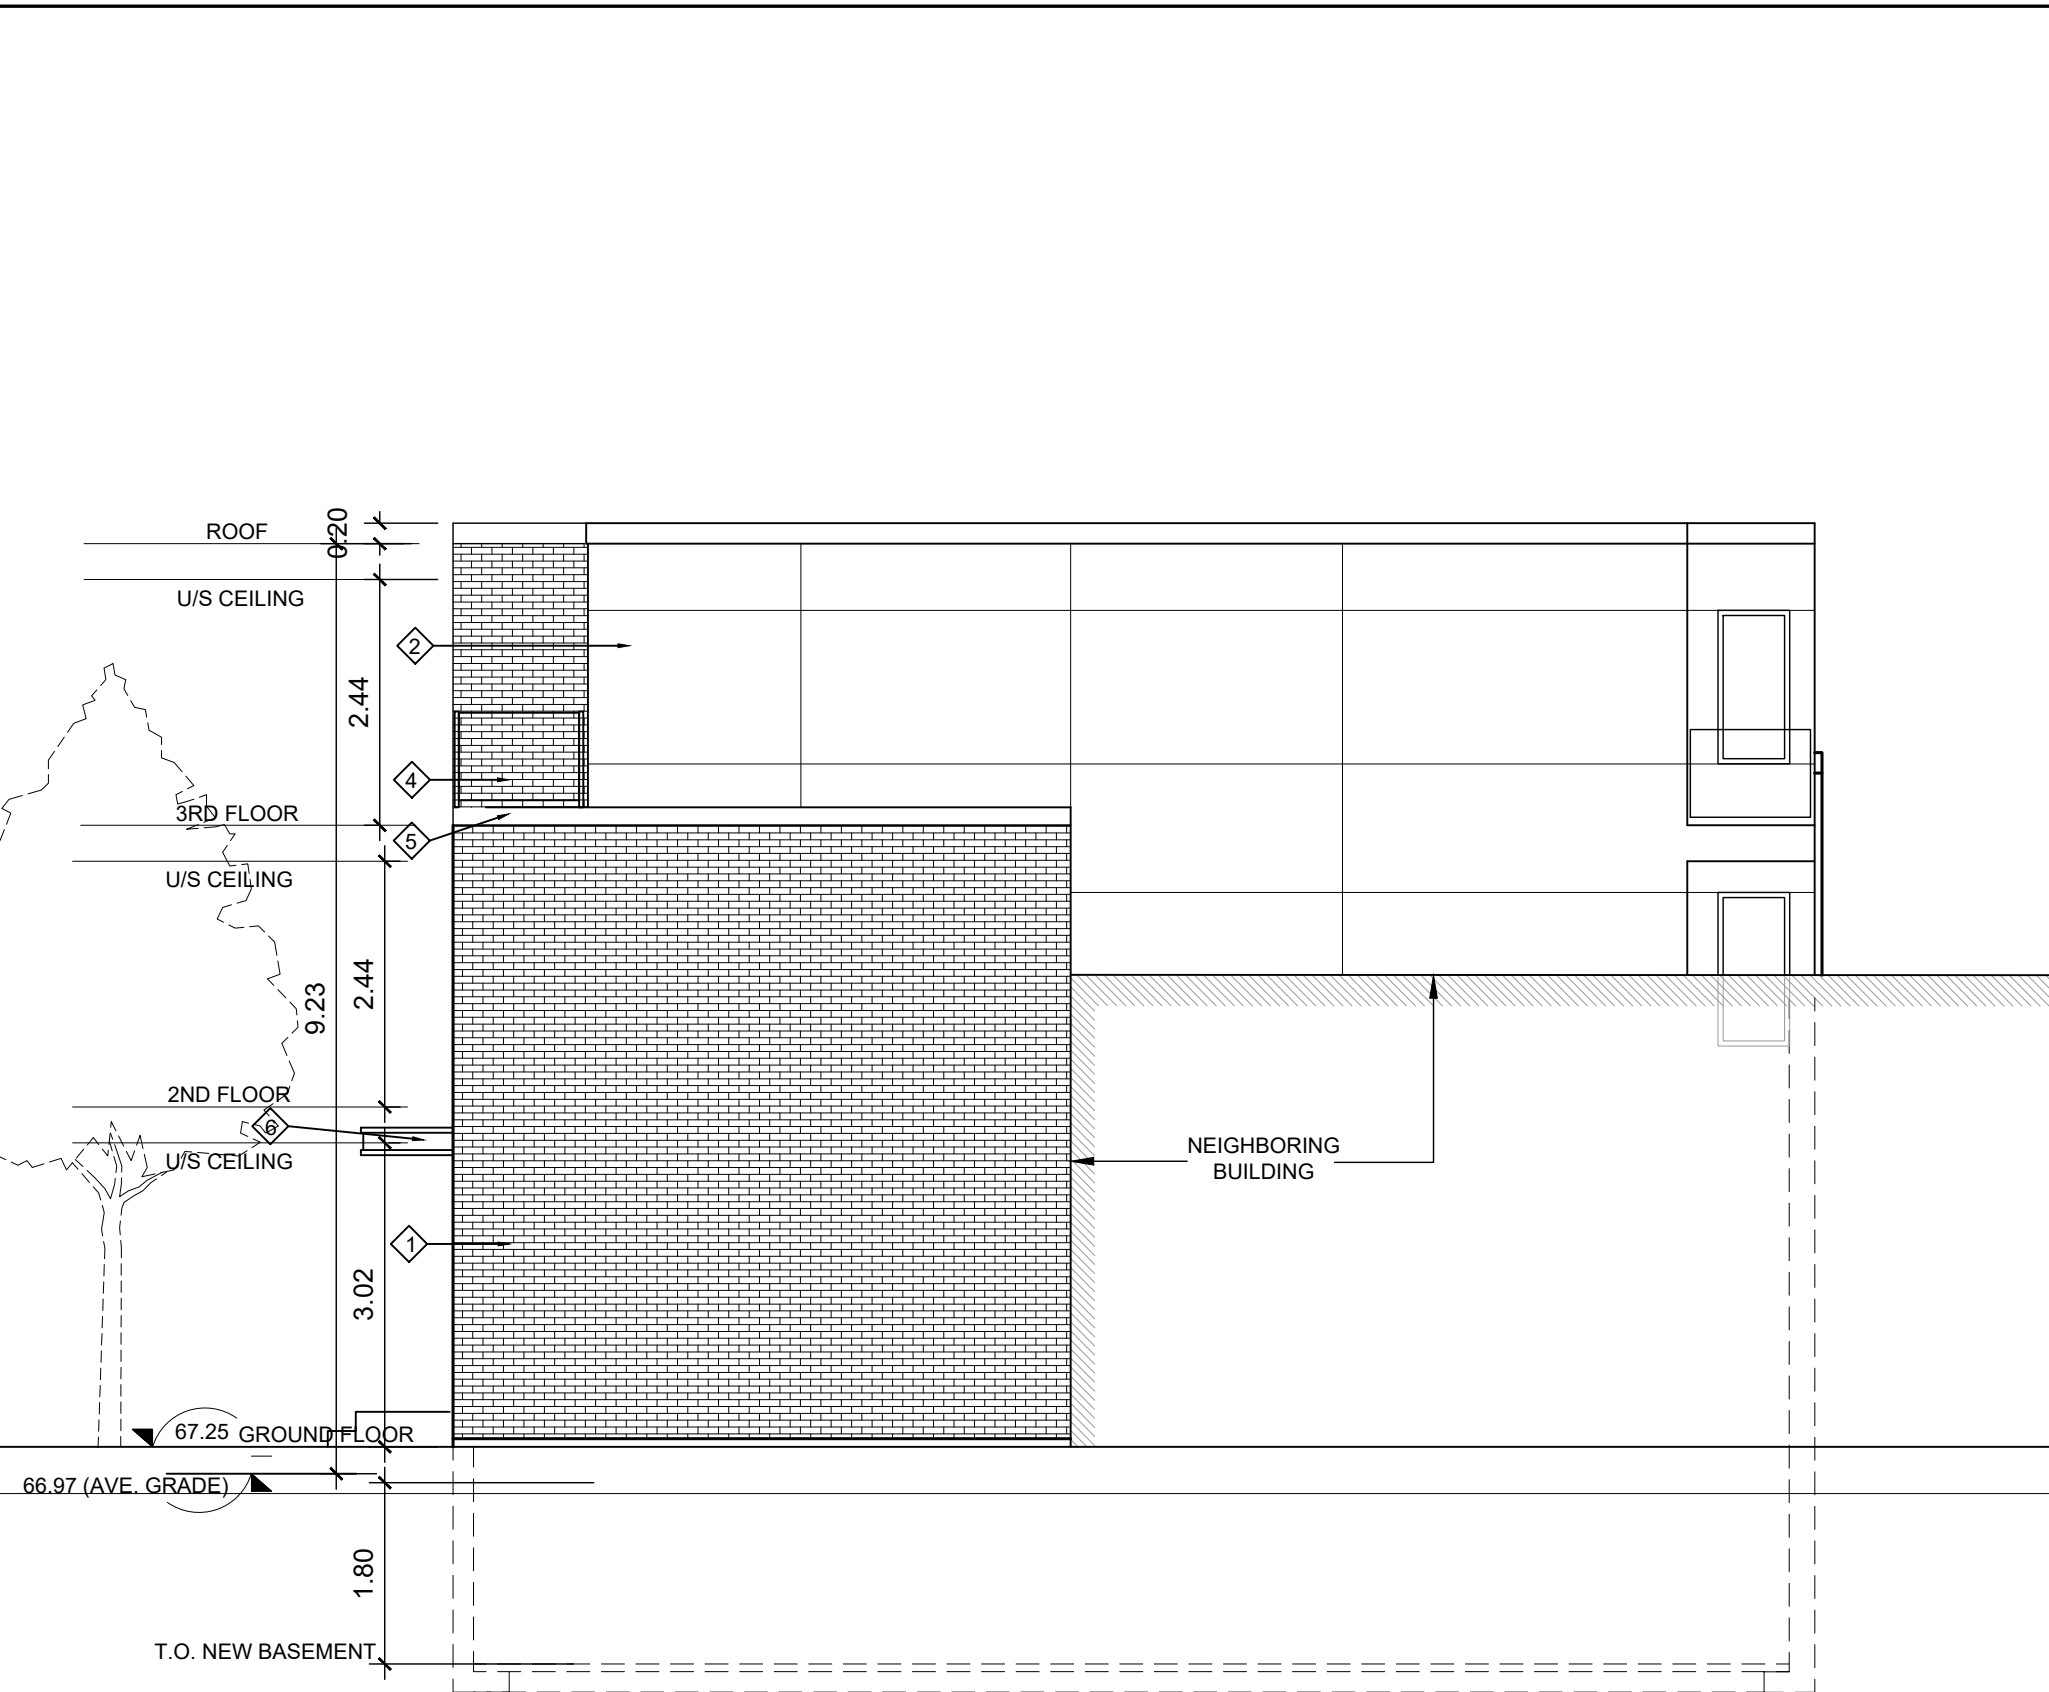 ROOF
0.20
U/S CEILING
2
2.44
4
3RD FLOOR
5
U/S CEILING
2.44
9.23
2ND FLOOR
6
U/S CEILING
NEIGHBORING
BUILDING
1
3.02
67.25 GROUND FLOOR
66.97 (AVE. GRADE)
1.80
T.O. NEW BASEMENT